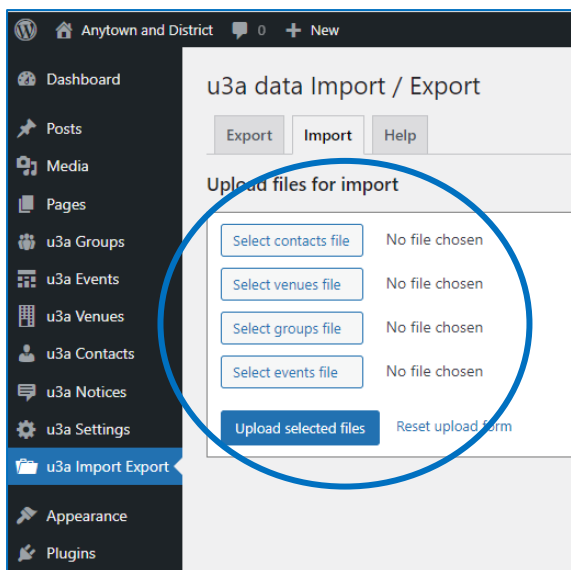 Anytown and District 0 New
Dashboard
Posts
Media
Pages
u3a Groups
u3a Events
u3a Venues
u3a Contacts
u3a Notices
u3a Settings
u3a Import Export
Appearance
Plugins
u3a data Import / Export
Export Import Help
Upload files for import
Select contacts file No file chosen
Select venues file No file chosen
Select groups file No file chosen
Select events file No file chosen
Upload selected files Reset upload form